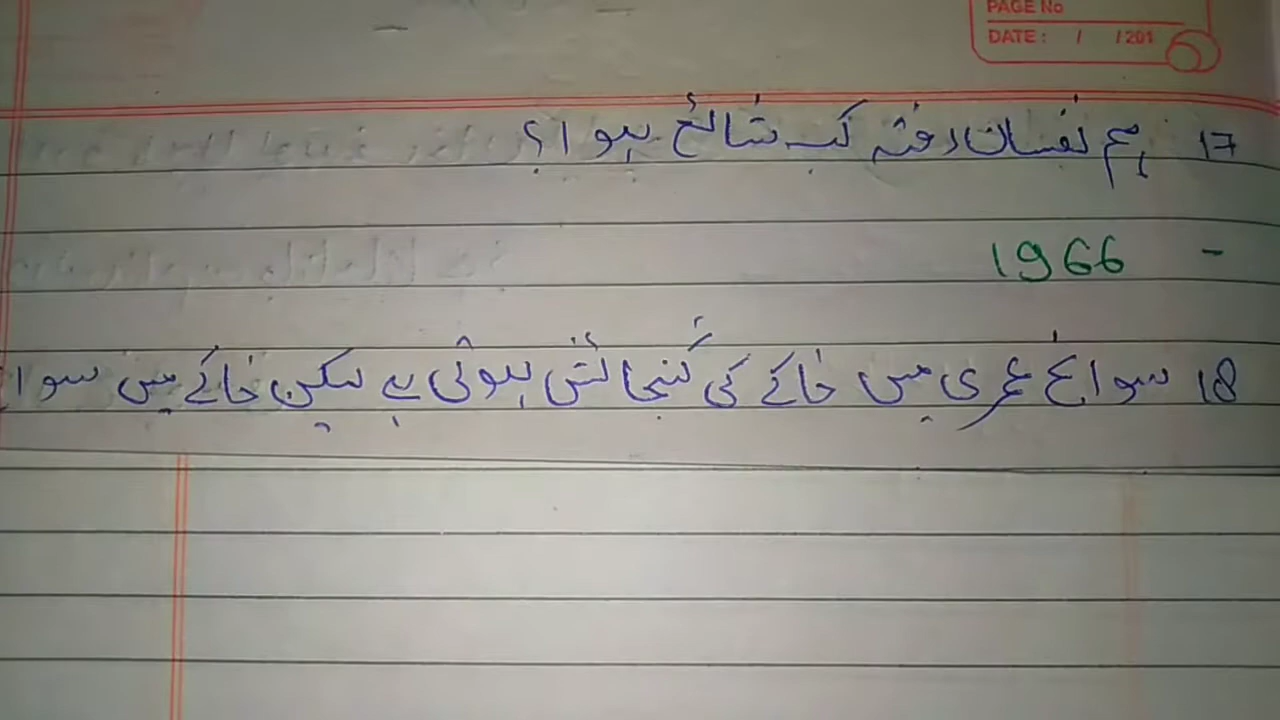 PAGE No
DATE: / /201
17 ہم نفسان رفتہ کب شائع ہوا؟
- 1966
18 سوانح عمری میں خاکے کی گنجائش ہوتی ہے لیکن خاکے میں سوا